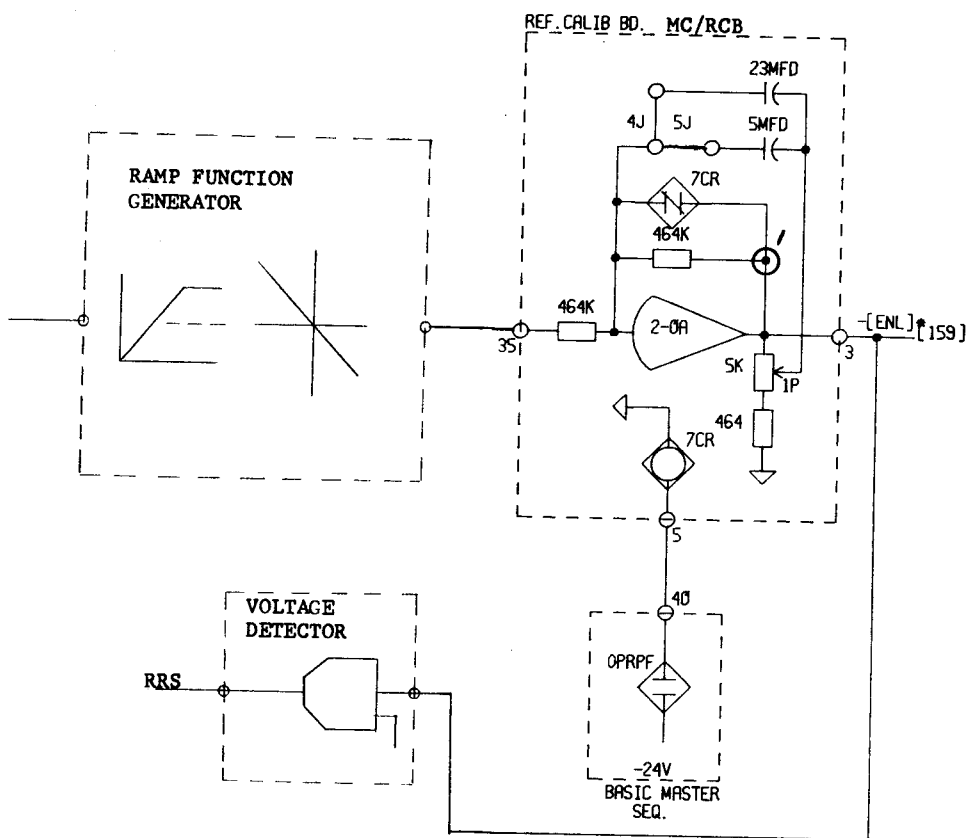 REF. CALIB BD. MC/RCB
23MFD
4J 5J 5MFD
RAMP FUNCTION
GENERATOR
7CR
464K
464K
2-0A
35
3
-[ENL]*
[159]
5K
1P
464
7CR
5
40
VOLTAGE
DETECTOR
OPRPF
RRS
-24V
BASIC MASTER
SEQ.